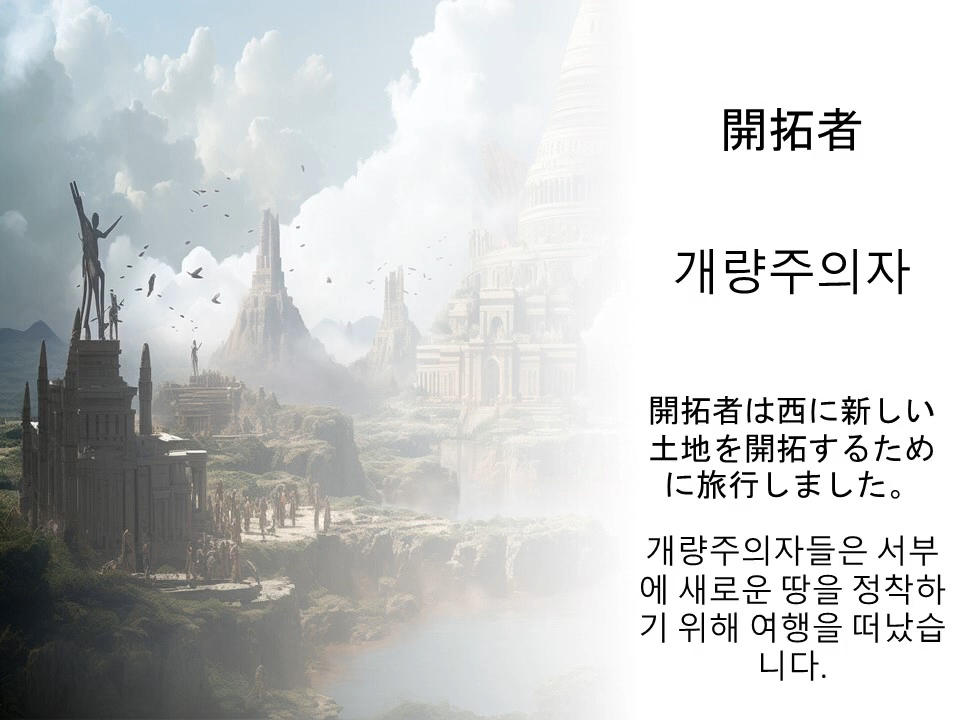 開拓者
개량주의자
開拓者は西に新しい
土地を開拓するため
に旅行しました。
개량주의자들은 서부
에 새로운 땅을 정착하
기 위해 여행을 떠났습
니다.